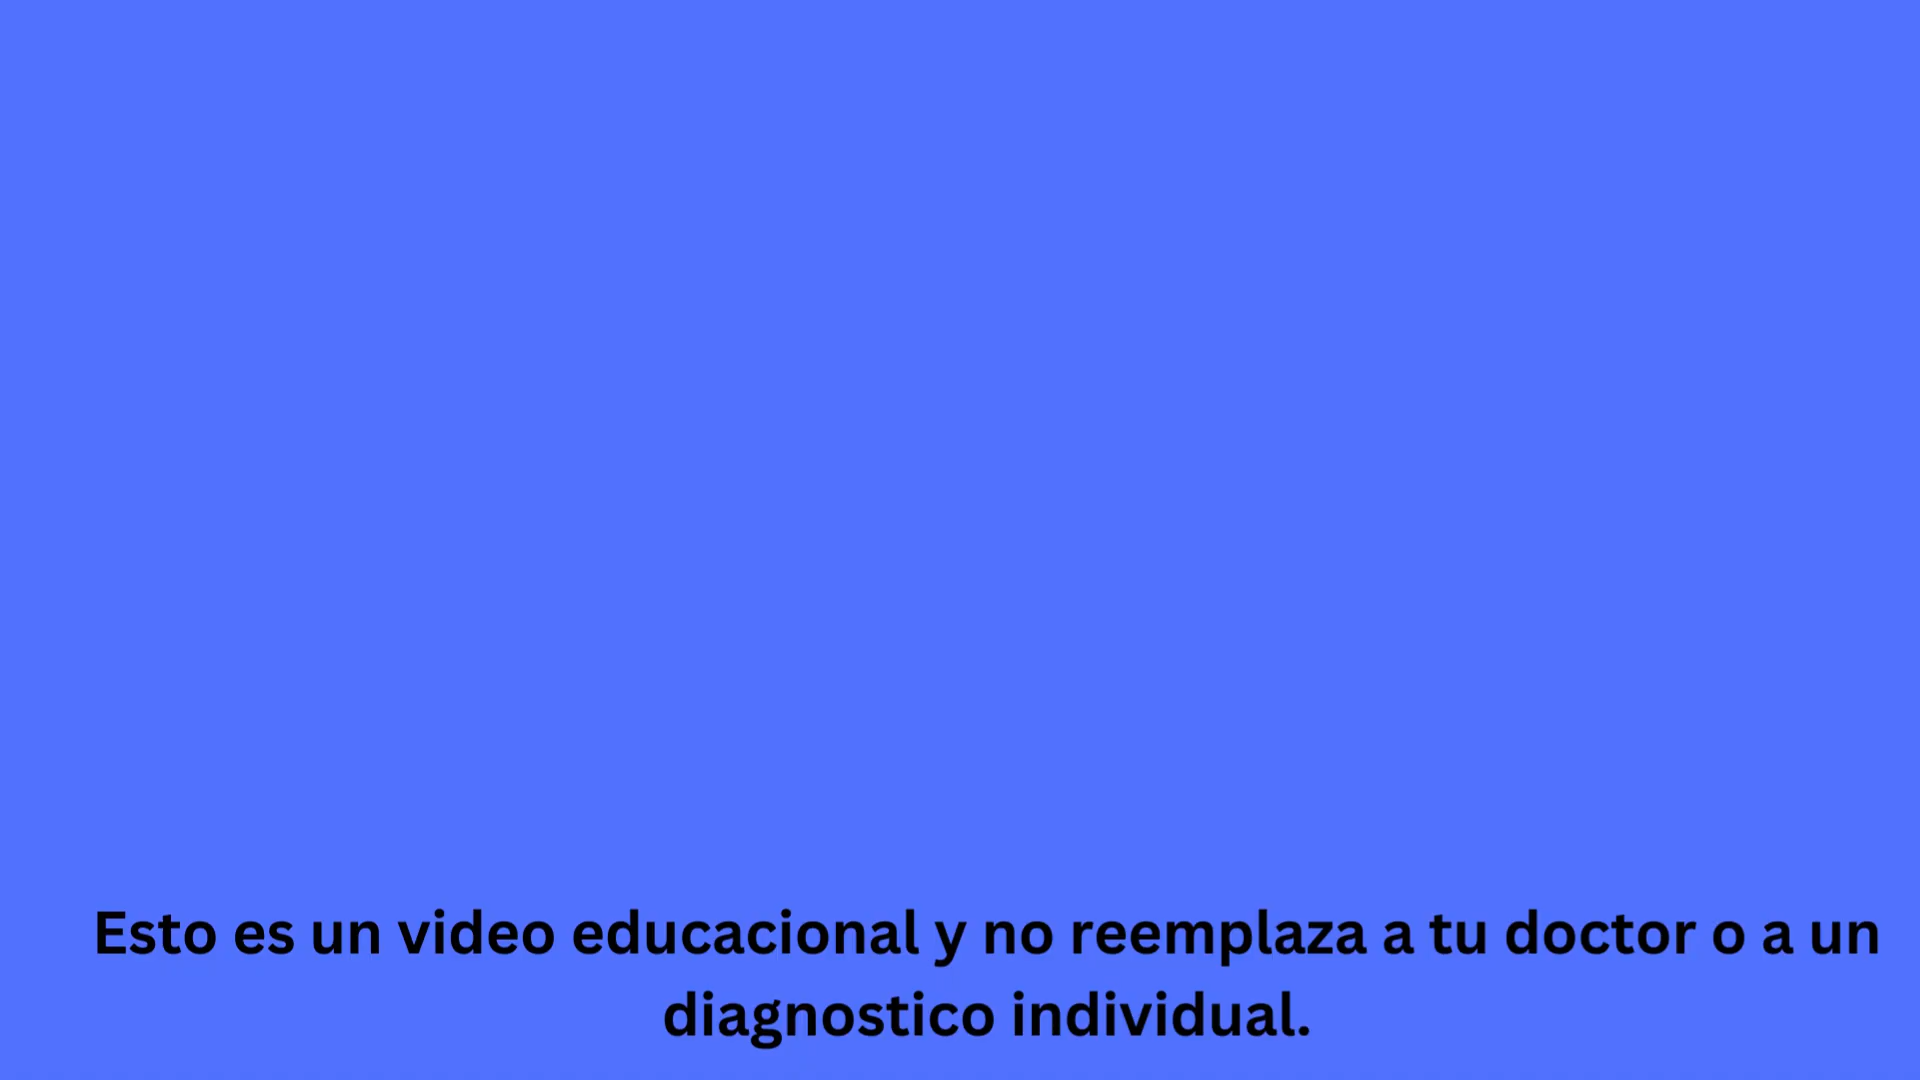 Esto es un video educacional y no reemplaza a tu doctor o a un
diagnostico individual.